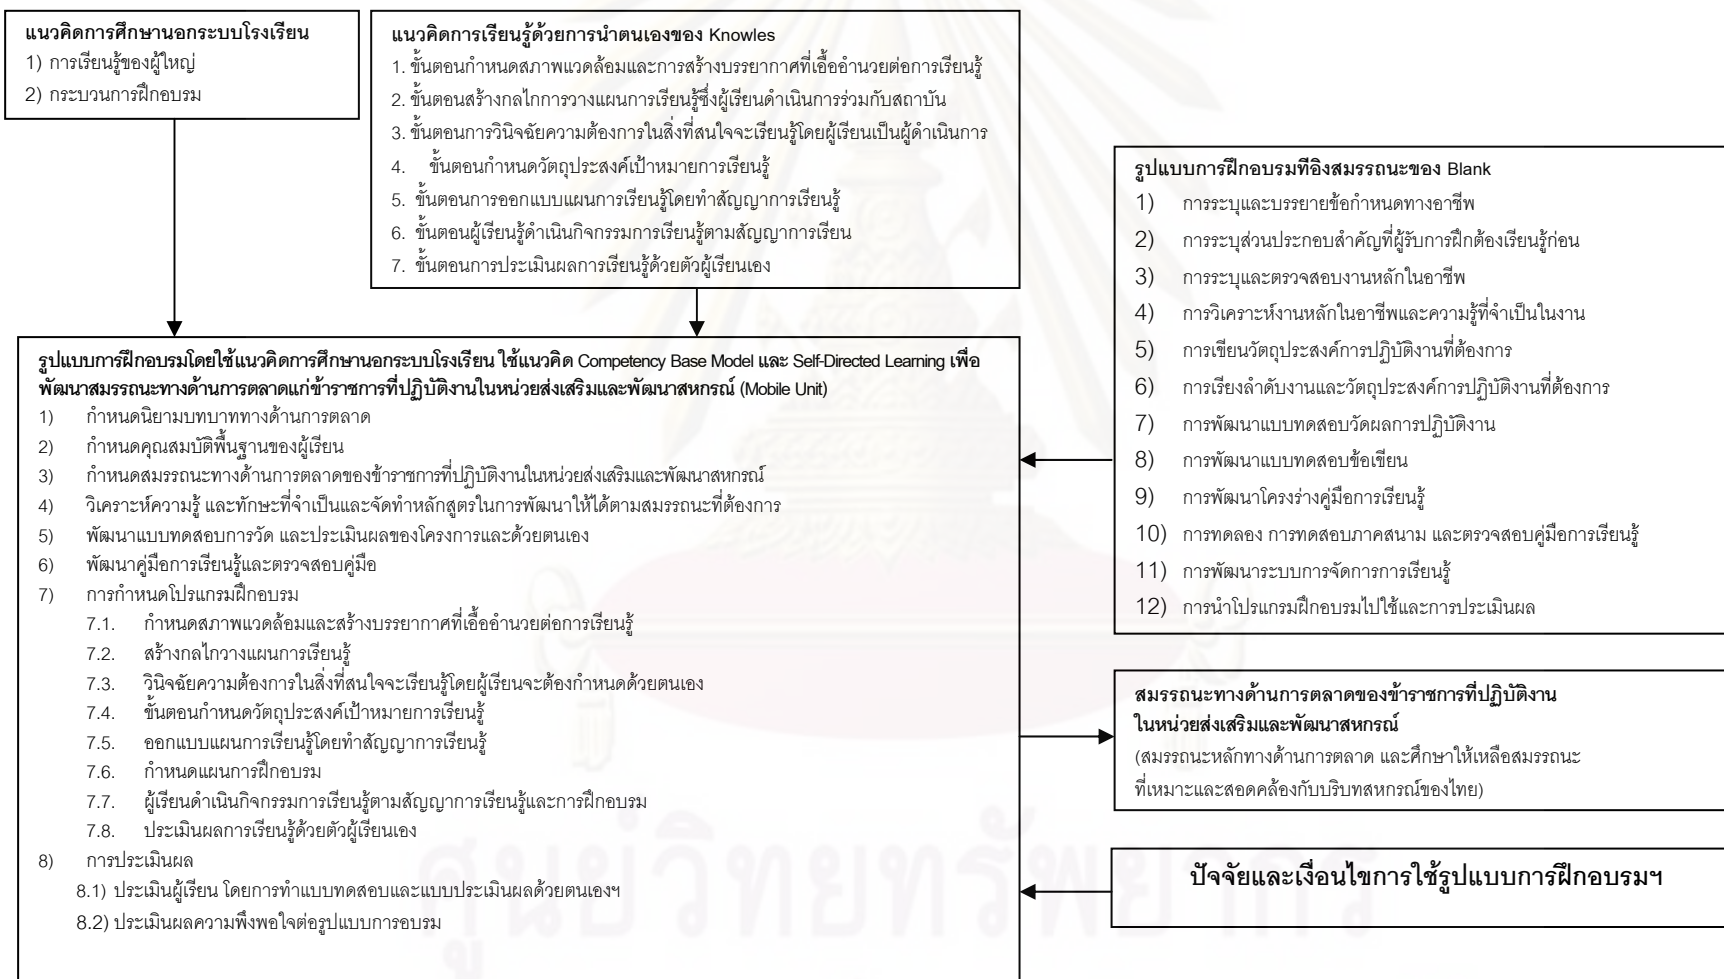 แนวคิดการศึกษานอกระบบโรงเรียน
1) การเรียนรู้ของผู้ใหญ่
2) กระบวนการฝึกอบรม
แนวคิดการเรียนรู้ด้วยการนำตนเองของ Knowles
1. ขั้นตอนกำหนดสภาพแวดล้อมและการสร้างบรรยากาศที่เอื้ออำนวยต่อการเรียนรู้
2. ขั้นตอนสร้างกลไกการวางแผนการเรียนรู้ซึ่งผู้เรียนดำเนินการร่วมกับสถาบัน
3. ขั้นตอนการวินิจฉัยความต้องการในสิ่งที่สนใจจะเรียนรู้โดยผู้เรียนเป็นผู้ดำเนินการ
4. ขั้นตอนกำหนดวัตถุประสงค์เป้าหมายการเรียนรู้
5. ขั้นตอนการออกแบบแผนการเรียนรู้โดยทำสัญญาการเรียนรู้
6. ขั้นตอนผู้เรียนรู้ดำเนินกิจกรรมการเรียนรู้ตามสัญญาการเรียน
7. ขั้นตอนการประเมินผลการเรียนรู้ด้วยตัวผู้เรียนเอง
รูปแบบการฝึกอบรมที่อิงสมรรถนะของ Blank
1) การระบุและบรรยายข้อกำหนดทางอาชีพ
2) การระบุส่วนประกอบสำคัญที่ผู้รับการฝึกต้องเรียนรู้ก่อน
3) การระบุและตรวจสอบงานหลักในอาชีพ
4) การวิเคราะห์งานหลักในอาชีพและความรู้ที่จำเป็นในงาน
5) การเขียนวัตถุประสงค์การปฏิบัติงานที่ต้องการ
6) การเรียงลำดับงานและวัตถุประสงค์การปฏิบัติงานที่ต้องการ
7) การพัฒนาแบบทดสอบวัดผลการปฏิบัติงาน
8) การพัฒนาแบบทดสอบข้อเขียน
9) การพัฒนาโครงร่างคู่มือการเรียนรู้
10) การทดลอง การทดสอบภาคสนาม และตรวจสอบคู่มือการเรียนรู้
11) การพัฒนาระบบการจัดการการเรียนรู้
12) การนำโปรแกรมฝึกอบรมไปใช้และการประเมินผล
รูปแบบการฝึกอบรมโดยใช้แนวคิดการศึกษานอกระบบโรงเรียน ใช้แนวคิด Competency Base Model และ Self-Directed Learning เพื่อ
พัฒนาสมรรถนะทางด้านการตลาดแก่ข้าราชการที่ปฏิบัติงานในหน่วยส่งเสริมและพัฒนาสหกรณ์ (Mobile Unit)
1) กำหนดนิยามบทบาททางด้านการตลาด
2) กำหนดคุณสมบัติพื้นฐานของผู้เรียน
3) กำหนดสมรรถนะทางด้านการตลาดของข้าราชการที่ปฏิบัติงานในหน่วยส่งเสริมและพัฒนาสหกรณ์
4) วิเคราะห์ความรู้ และทักษะที่จำเป็นและจัดทำหลักสูตรในการพัฒนาให้ได้ตามสมรรถนะที่ต้องการ
5) พัฒนาแบบทดสอบการวัด และประเมินผลของโครงการและด้วยตนเอง
6) พัฒนาคู่มือการเรียนรู้และตรวจสอบคู่มือ
7) การกำหนดโปรแกรมฝึกอบรม
7.1. กำหนดสภาพแวดล้อมและสร้างบรรยากาศที่เอื้ออำนวยต่อการเรียนรู้
7.2. สร้างกลไกวางแผนการเรียนรู้
7.3. วินิจฉัยความต้องการในสิ่งที่สนใจจะเรียนรู้โดยผู้เรียนจะต้องกำหนดด้วยตนเอง
7.4. ขั้นตอนกำหนดวัตถุประสงค์เป้าหมายการเรียนรู้
7.5. ออกแบบแผนการเรียนรู้โดยทำสัญญาการเรียนรู้
7.6. กำหนดแผนการฝึกอบรม
7.7. ผู้เรียนดำเนินกิจกรรมการเรียนรู้ตามสัญญาการเรียนรู้และการฝึกอบรม
7.8. ประเมินผลการเรียนรู้ด้วยตัวผู้เรียนเอง
8) การประเมินผล
8.1) ประเมินผู้เรียน โดยการทำแบบทดสอบและแบบประเมินผลด้วยตนเองฯ
8.2) ประเมินผลความพึงพอใจต่อรูปแบบการอบรม
สมรรถนะทางด้านการตลาดของข้าราชการที่ปฏิบัติงาน
ในหน่วยส่งเสริมและพัฒนาสหกรณ์
(สมรรถนะหลักทางด้านการตลาด และศึกษาให้เหลือสมรรถนะ
ที่เหมาะและสอดคล้องกับบริบทสหกรณ์ของไทย)
ปัจจัยและเงื่อนไขการใช้รูปแบบการฝึกอบรมฯ
ศูนย์วิทยทรัพยากร